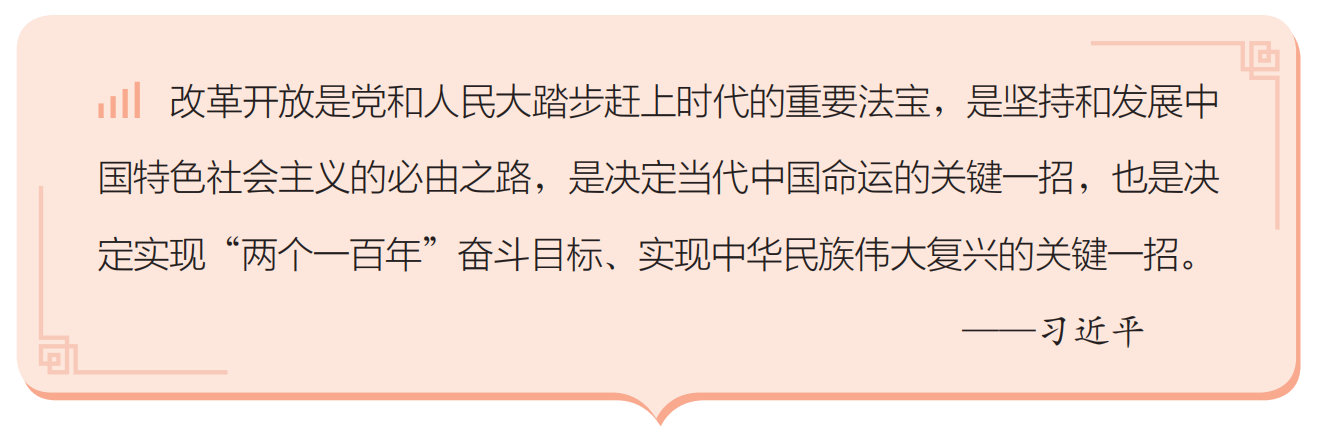 改革开放是党和人民大踏步赶上时代的重要法宝，是坚持和发展中
国特色社会主义的必由之路，是决定当代中国命运的关键一招，也是决
定实现“两个一百年”奋斗目标、实现中华民族伟大复兴的关键一招。
——习近平